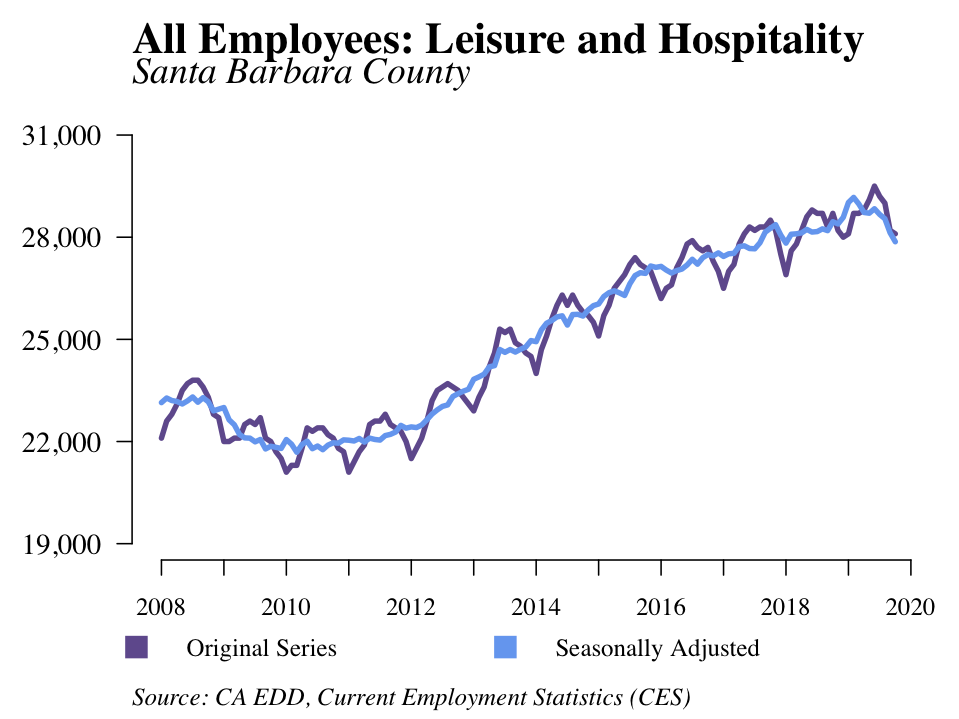 All Employees: Leisure and Hospitality
Santa Barbara County
31,000
28,000
25,000
22,000
19,000
2008 2010 2012 2014 2016 2018 2020
Original Series Seasonally Adjusted
Source: CA EDD, Current Employment Statistics (CES)